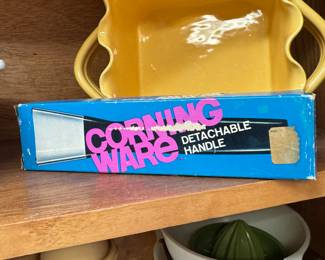 CORNING
WARE
DETACHABLE
HANDLE